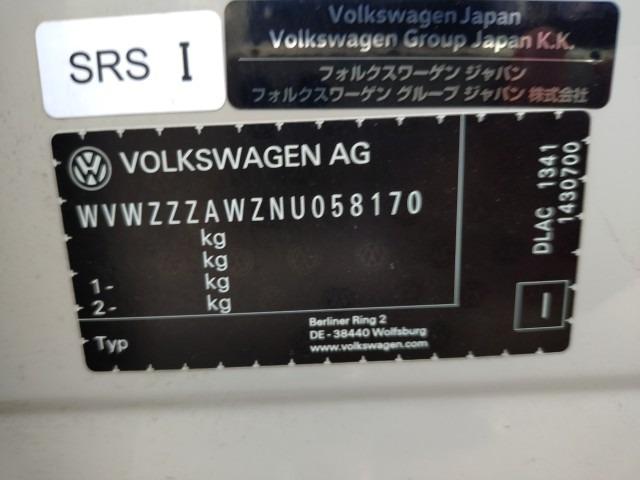 SRS I
Volkswagen Japan
Volkswagen Group Japan K.K.
フォルクスワーゲン ジャパン
フォルクスワーゲン グループ ジャパン 株式会社
VOLKSWAGEN AG
WVWZZZAWZNU058170
kg
kg
1- kg
2- kg
Typ
Berliner Ring 2
DE - 38440 Wolfsburg
www.volkswagen.com
DLAC 1341
1430700
I